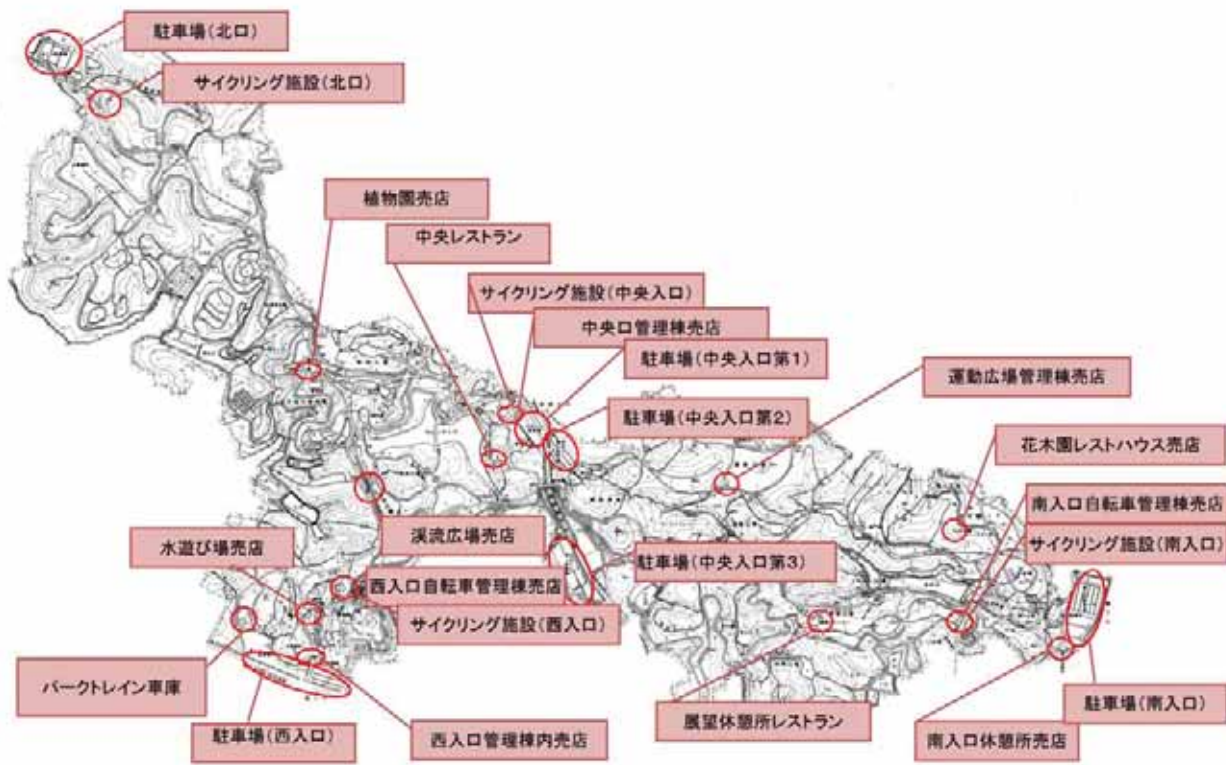 駐車場(北口)
サイクリング施設(北口)
植物園売店
中央レストラン
サイクリング施設(中央入口)
中央口管理棟売店
駐車場(中央入口第1)
運動広場管理棟売店
駐車場(中央入口第2)
花木園レストハウス売店
南入口自転車管理棟売店
渓流広場売店
水遊び場売店
サイクリング施設(南入口)
駐車場(中央入口第3)
西入口自転車管理棟売店
サイクリング施設(西入口)
パークトレイン車庫
駐車場(南入口)
展望休憩所レストラン
駐車場(西入口)
西入口管理棟内売店
南入口休憩所売店